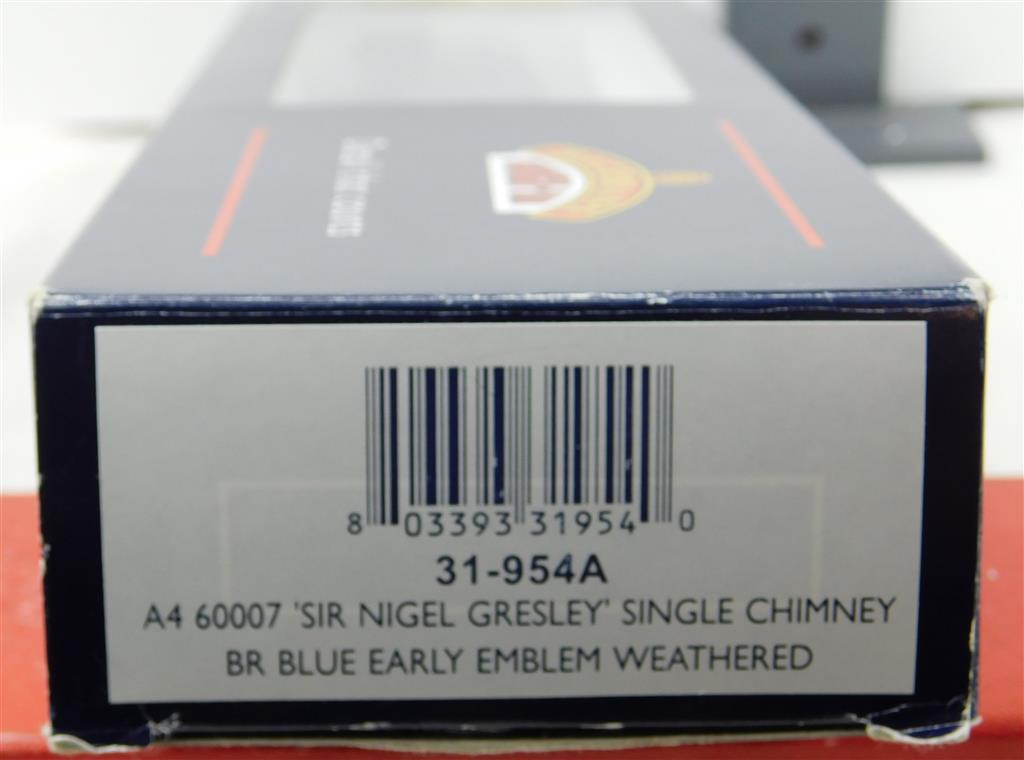 8 03393 31954 0
31-954A
A4 60007 'SIR NIGEL GRESLEY' SINGLE CHIMNEY
BR BLUE EARLY EMBLEM WEATHERED